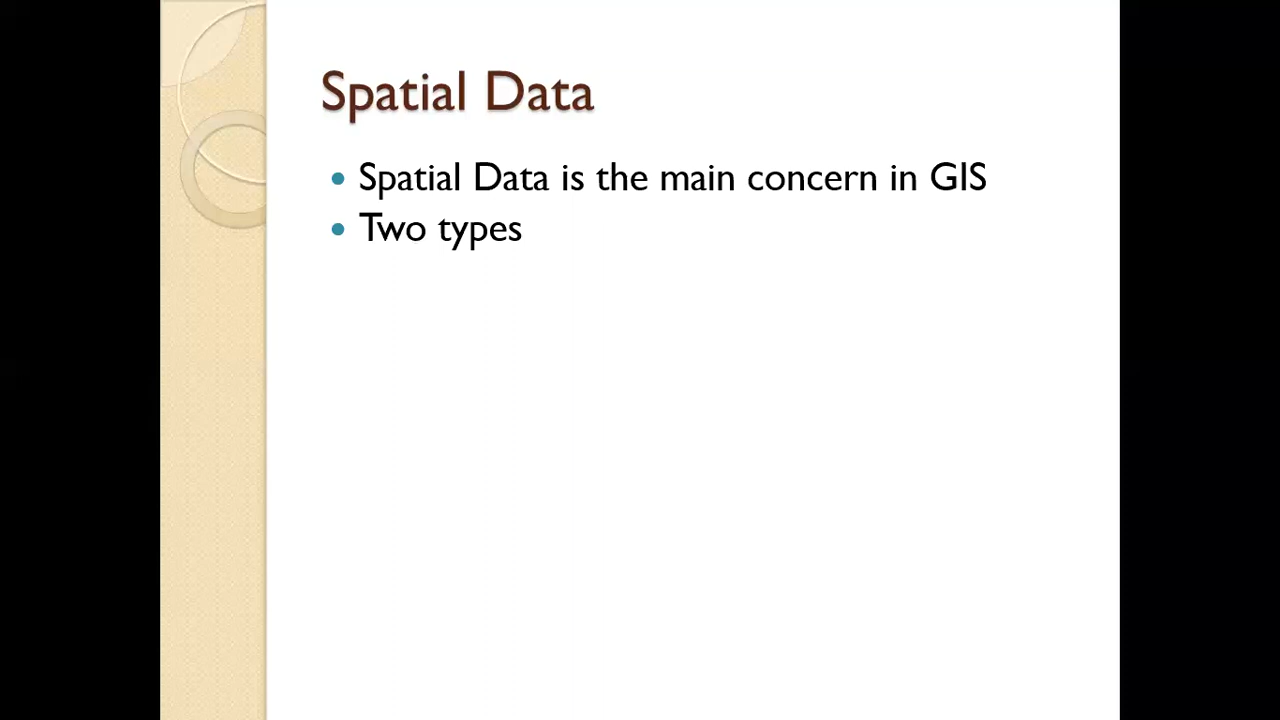 Spatial Data
Spatial Data is the main concern in GIS
Two types